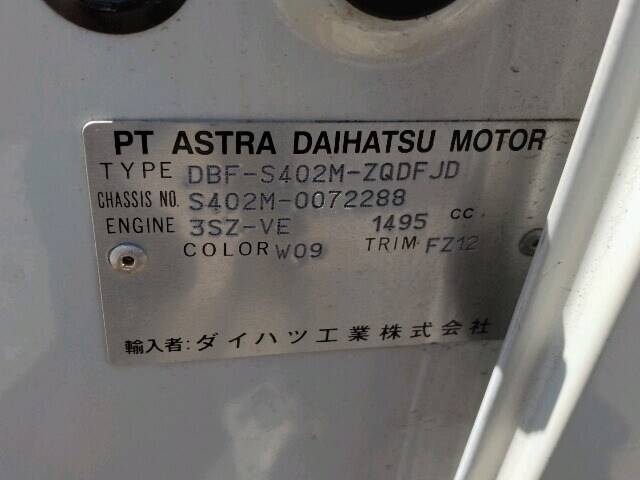 PT ASTRA DAIHATSU MOTOR
TYPE DBF-S402M-ZQDFJD
CHASSIS NO. S402M-0072288
ENGINE 3SZ-VE 1495 CC
COLOR W09 TRIM FZ12
輸入者:ダイハツ工業株式会社